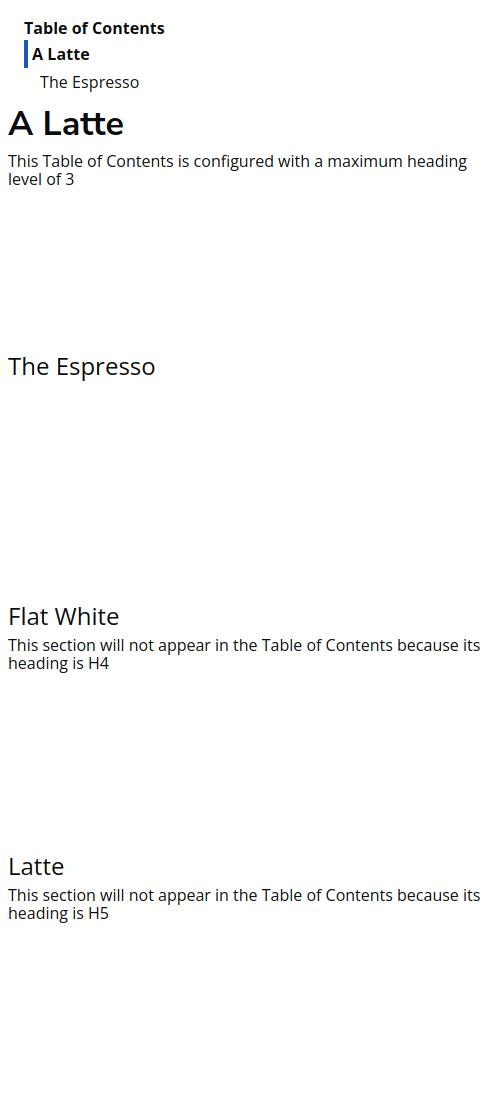 Table of Contents
A Latte
The Espresso
A Latte
This Table of Contents is configured with a maximum heading
level of 3
The Espresso
Flat White
This section will not appear in the Table of Contents because its
heading is H4
Latte
This section will not appear in the Table of Contents because its
heading is H5